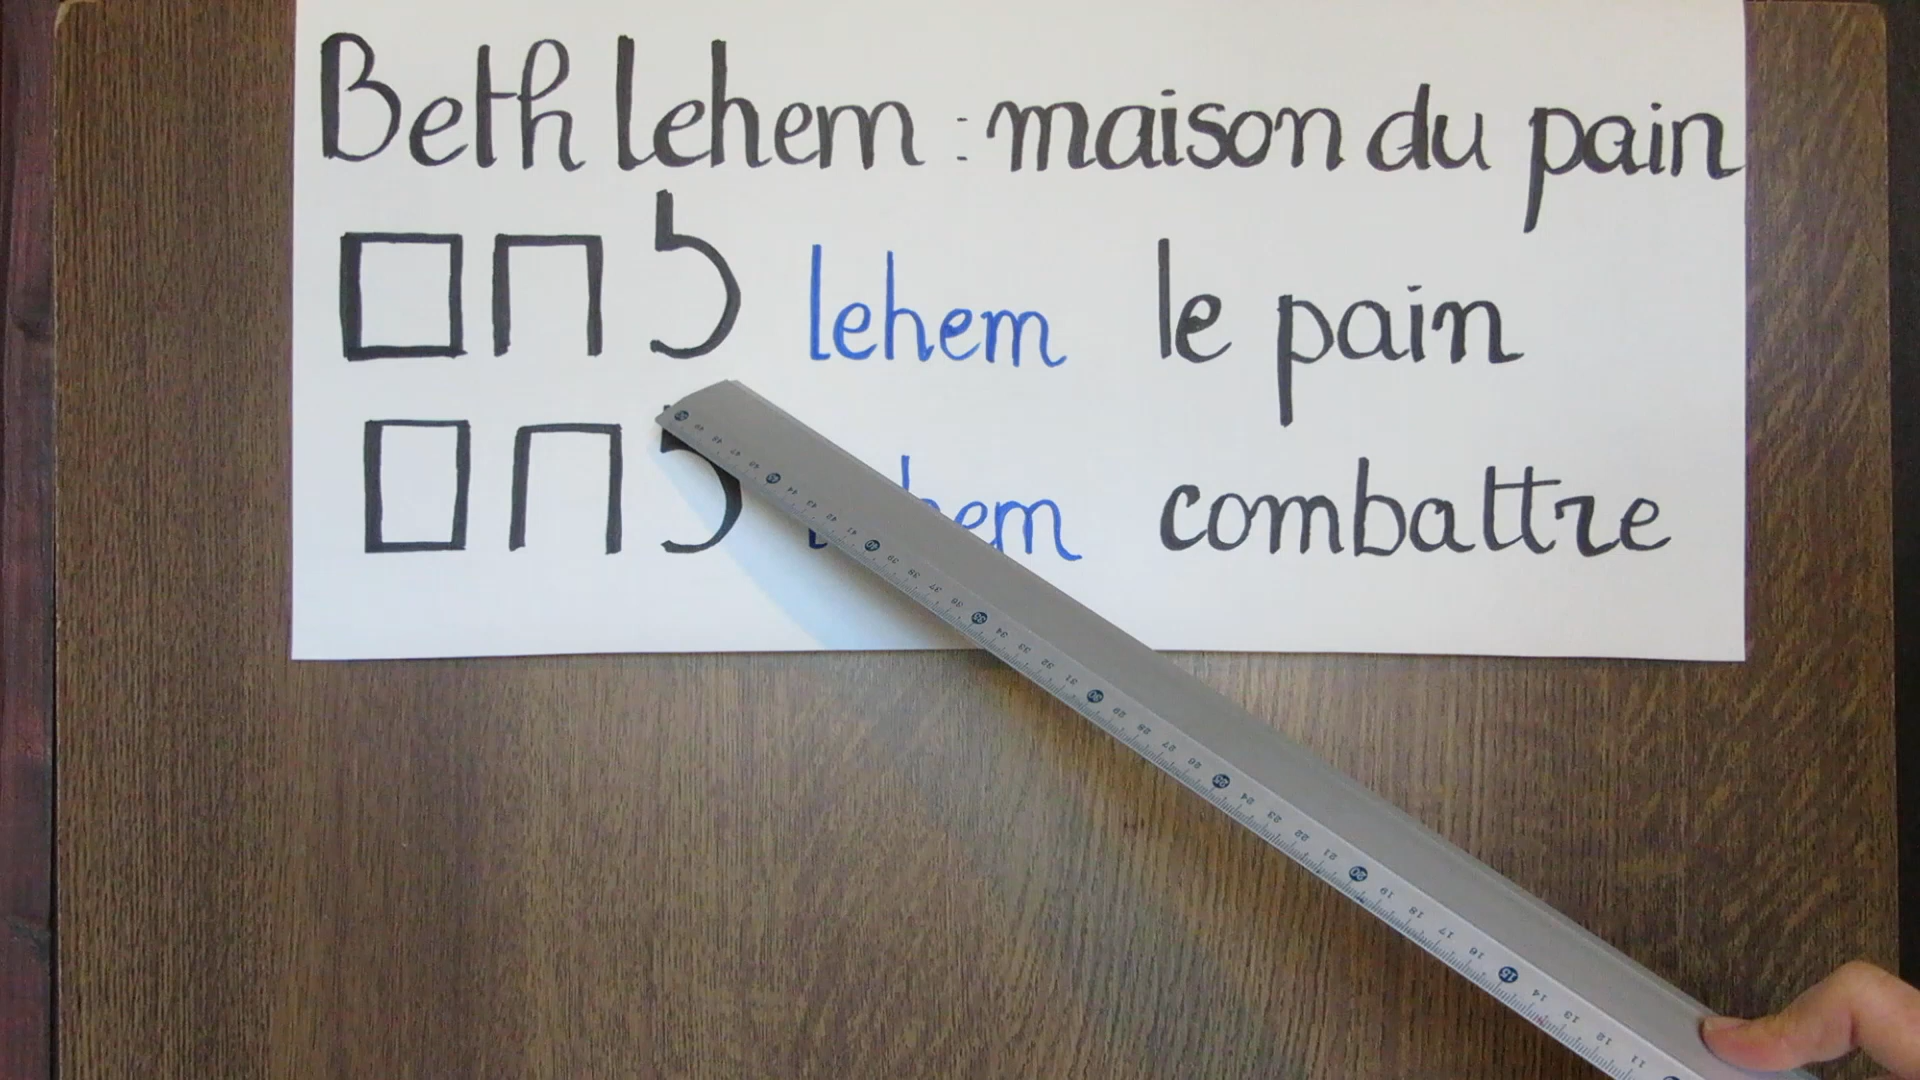 Beth lehem : maison du pain
לחם lehem le pain
לחם combattre